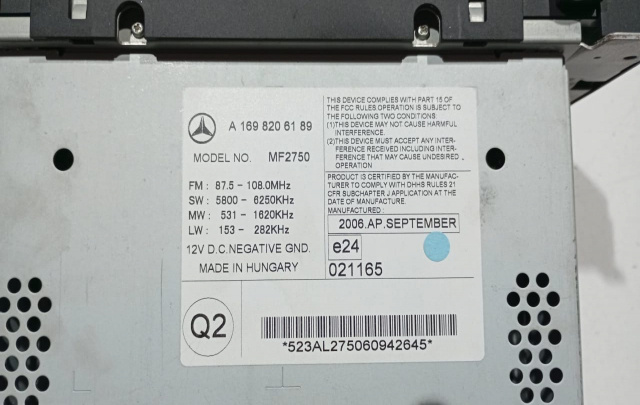 A 169 820 61 89
MODEL NO. MF2750
FM : 87.5 - 108.0MHz
SW : 5800 - 6250KHz
MW : 531 - 1620KHz
LW : 153 - 282KHz
12V D.C. NEGATIVE GND.
MADE IN HUNGARY
THIS DEVICE COMPLIES WITH PART 15 OF
THE FCC RULES.OPERATION IS SUBJECT TO
THE FOLLOWING TWO CONDITIONS:
(1)THIS DEVICE MAY NOT CAUSE HARMFUL
INTERFERENCE.
(2)THIS DEVICE MUST ACCEPT ANY INTER-
FERENCE RECEIVED INCLUDING INTER-
FERENCE THAT MAY CAUSE UNDESIRED
OPERATION.
PRODUCT IS CERTIFIED BY THE MANUFAC-
TURER TO COMPLY WITH DHHS RULES 21
CFR SUBCHAPTER J APPLICATION AT THE
DATE OF MANUFACTURE.
MANUFACTURED :
2006.AP.SEPTEMBER
e24
021165
Q2
*523AL275060942645*